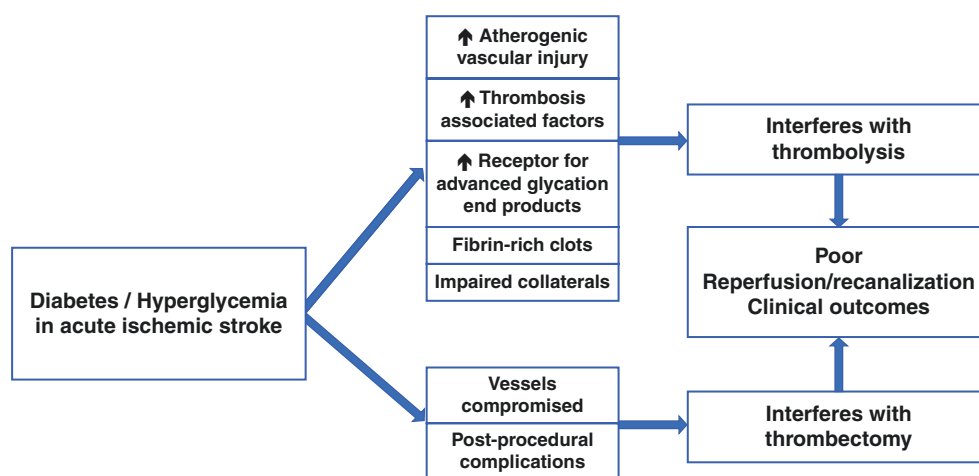 Diabetes / Hyperglycemia
in acute ischemic stroke
↑ Atherogenic
vascular injury
↑ Thrombosis
associated factors
↑ Receptor for
advanced glycation
end products
Fibrin-rich clots
Impaired collaterals
Vessels
compromised
Post-procedural
complications
Interferes with
thrombolysis
Poor
Reperfusion/recanalization
Clinical outcomes
Interferes with
thrombectomy